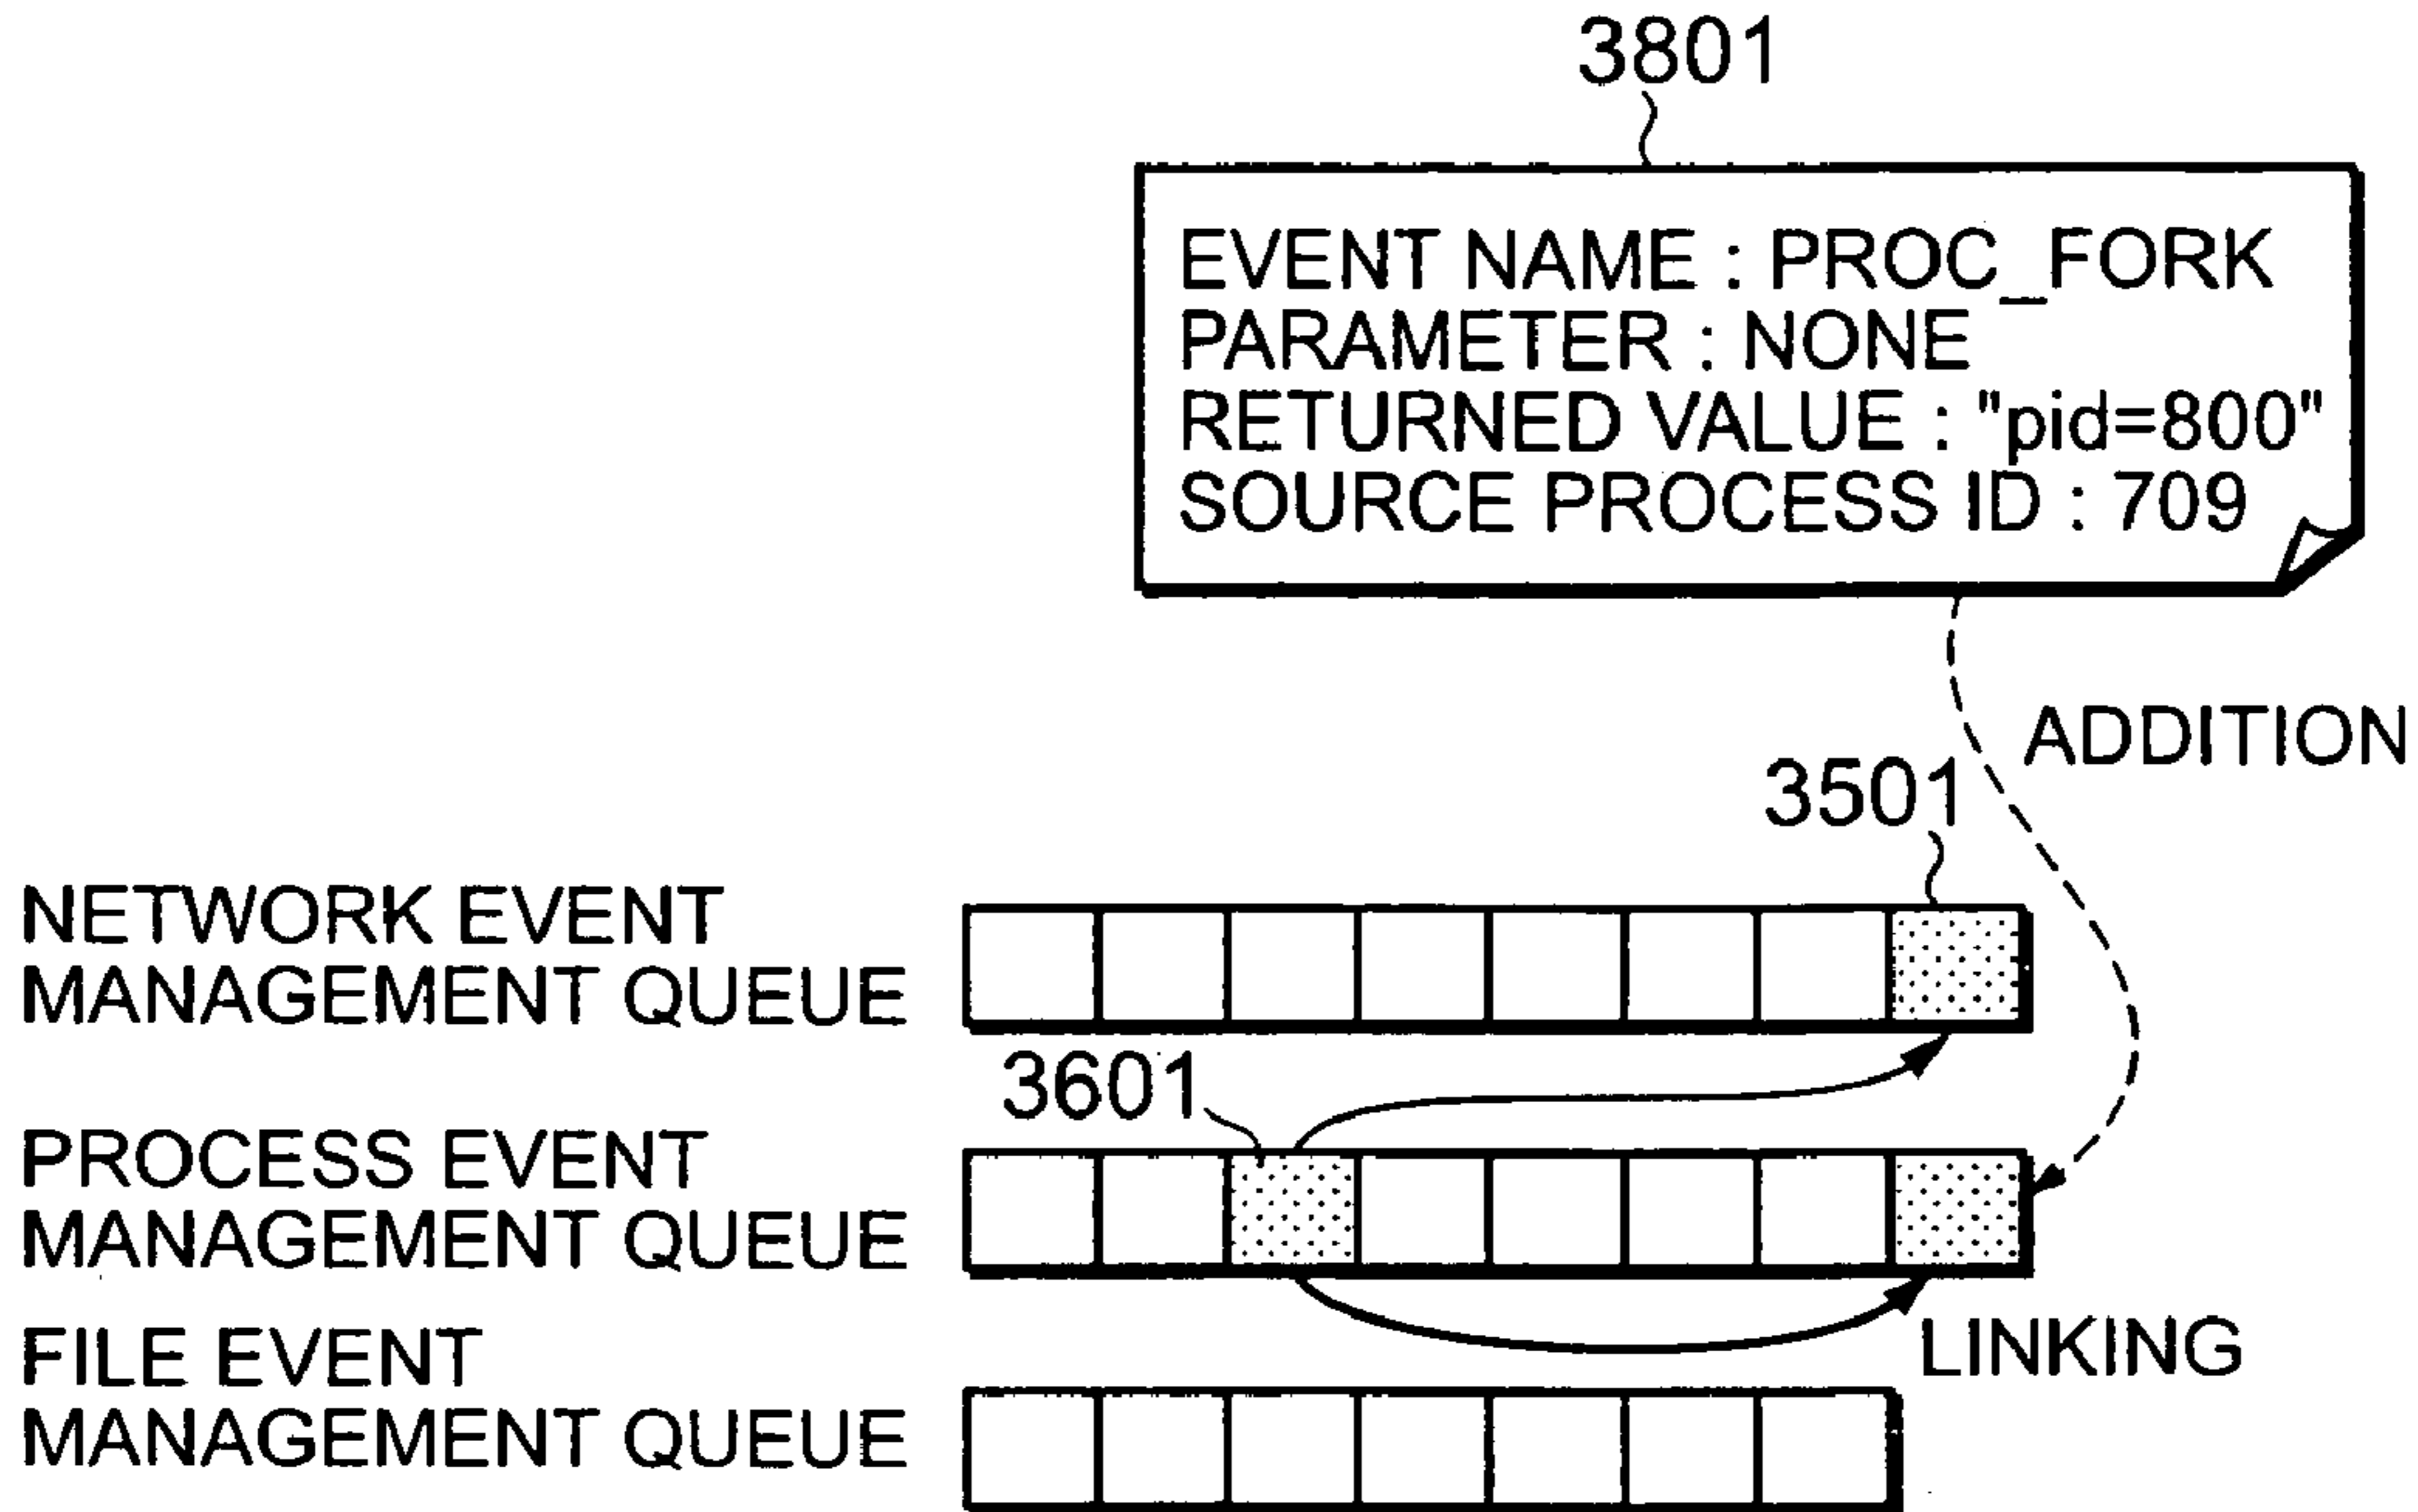 3801
EVENT NAME : PROC_FORK
PARAMETER : NONE
RETURNED VALUE : "pid=800"
SOURCE PROCESS ID : 709
ADDITION
3501
NETWORK EVENT
MANAGEMENT QUEUE
3601
PROCESS EVENT
MANAGEMENT QUEUE
LINKING
FILE EVENT
MANAGEMENT QUEUE